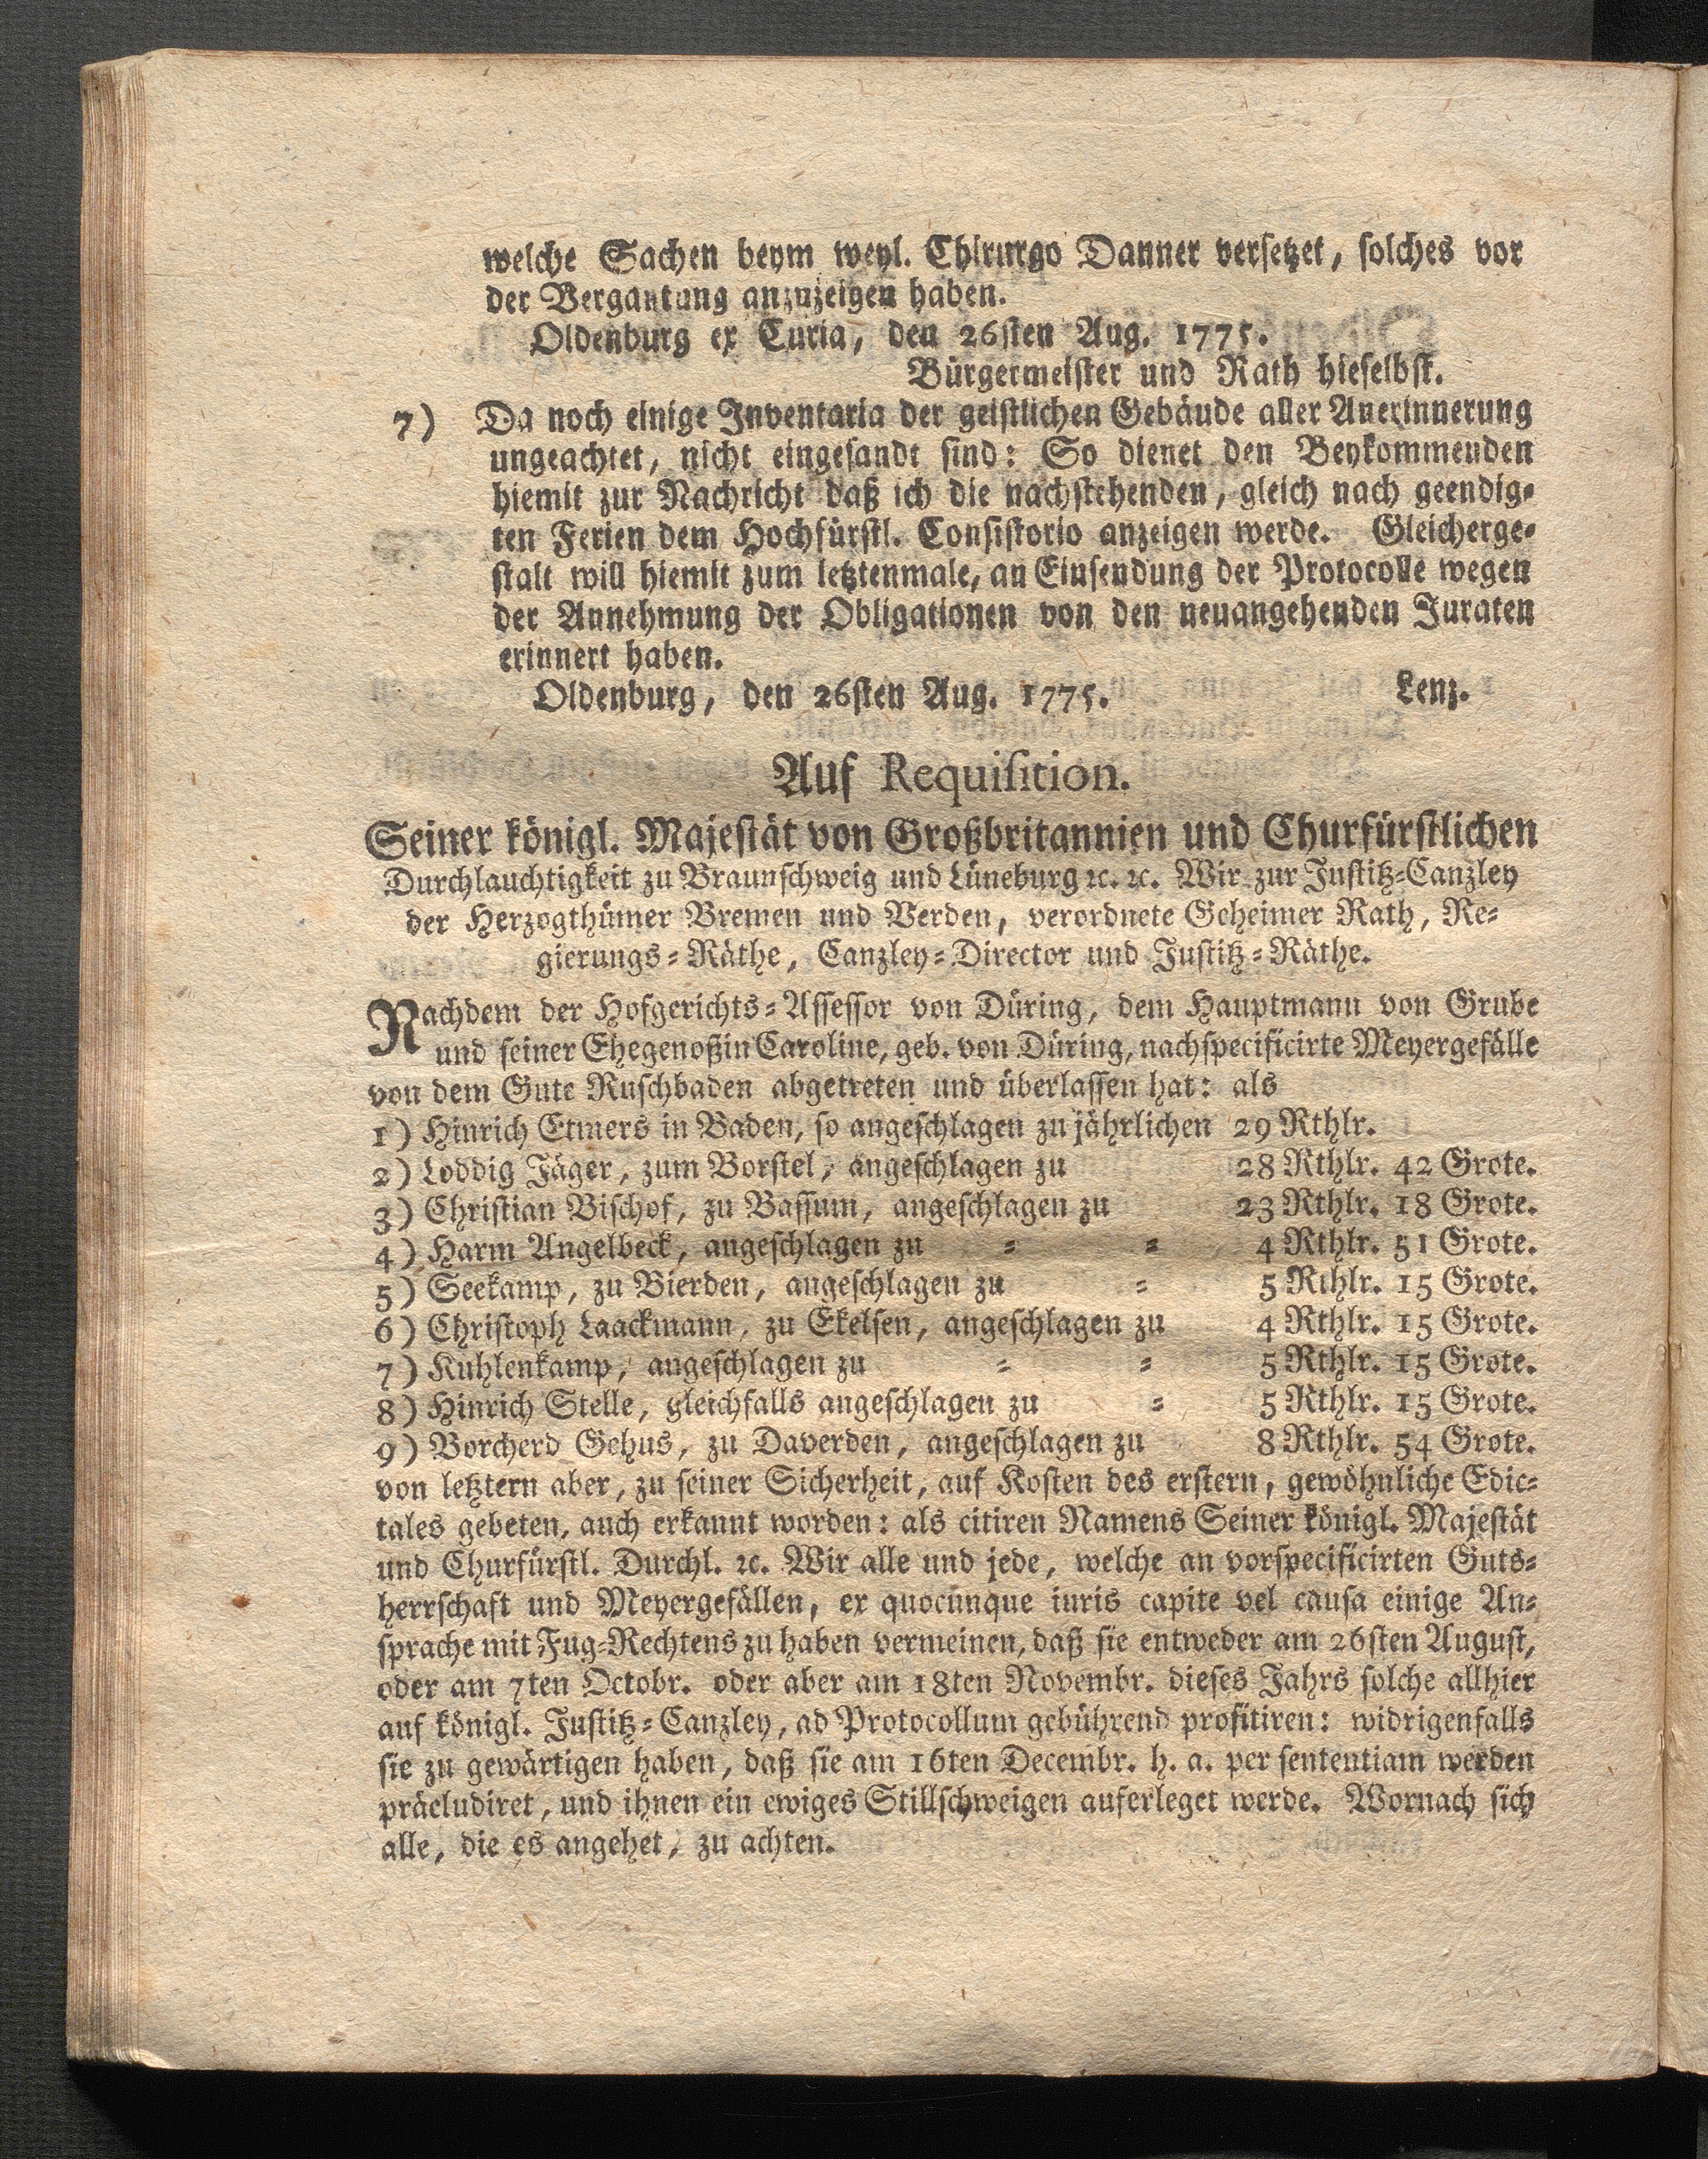 welche Sachen beym weyl. Chirurgo Danner versetzet, solches vor
der Vergantung anzuzeigen haben.
Oldenburg ex Curia, den 26sten Aug. 1775.
Bürgermeister und Rath hieselbst.
7) Da noch einige Inventaria der geistlichen Gebäude aller Anerinnerung
ungeachtet, nicht eingesandt sind: So dienet den Beykommenden
hiemit zur Nachricht daß ich die nachstehenden, gleich nach geendig-
ten Ferien dem Hochfürstl. Consistorio anzeigen werde. Gleicherge-
stalt will hiemit zum letztenmale, an Einsendung der Protocolle wegen
der Annehmung der Obligationen von den neuangehenden Juraten
erinnert haben.
Oldenburg, den 26sten Aug. 1775. Lenz.
Auf Requisition.
Seiner königl. Majestät von Großbritannien und Churfürstlichen
Durchlauchtigkeit zu Braunschweig und Lüneburg ꝛc. ꝛc. Wir zur Justitz-Canzley
der Herzogthümer Bremen und Verden, verordnete Geheimer Rath, Re-
gierungs-Räthe, Canzley-Director und Justitz-Räthe.
Nachdem der Hofgerichts-Assessor von Düring, dem Hauptmann von Grube
und seiner Ehegenoßin Caroline, geb. von Düring, nachspecificirte Meyergefälle
von dem Gute Ruschbaden abgetreten und überlassen hat: als
1) Hinrich Etmers in Baden, so angeschlagen zu jährlichen 29 Rthlr.
2) Loddig Jäger, zum Borstel, angeschlagen zu 28 Rthlr. 42 Grote.
3) Christian Bischof, zu Bassum, angeschlagen zu 23 Rthlr. 18 Grote.
4) Harm Angelbeck, angeschlagen zu = = 4 Rthlr. 51 Grote.
5) Seekamp, zu Bierden, angeschlagen zu = 5 Rthlr. 15 Grote.
6) Christoph Laackmann, zu Ekelsen, angeschlagen zu 4 Rthlr. 15 Grote.
7) Kuhlenkamp, angeschlagen zu = = 5 Rthlr. 15 Grote.
8) Hinrich Stelle, gleichfalls angeschlagen zu = 5 Rthlr. 15 Grote.
9) Borcherd Gehus, zu Daverden, angeschlagen zu 8 Rthlr. 54 Grote.
von letztern aber, zu seiner Sicherheit, auf Kosten des erstern, gewöhnliche Edic-
tales gebeten, auch erkannt worden: als citiren Namens Seiner königl. Majestät
und Churfürstl. Durchl. ꝛc. Wir alle und jede, welche an vorspecificirten Guts-
herrschaft und Meyergefällen, ex quocunque iuris capite vel causa einige An-
sprache mit Fug-Rechtens zu haben vermeinen, daß sie entweder am 26sten August,
oder am 7ten Octobr. oder aber am 18ten Novembr. dieses Jahrs solche allhier
auf königl. Justitz-Canzley, ad Protocollum gebührend profitiren: widrigenfalls
sie zu gewärtigen haben, daß sie am 16ten Decembr. h. a. per sententiam werden
präcludiret, und ihnen ein ewiges Stillschweigen auferleget werde. Wornach sich
alle, die es angehet, zu achten.